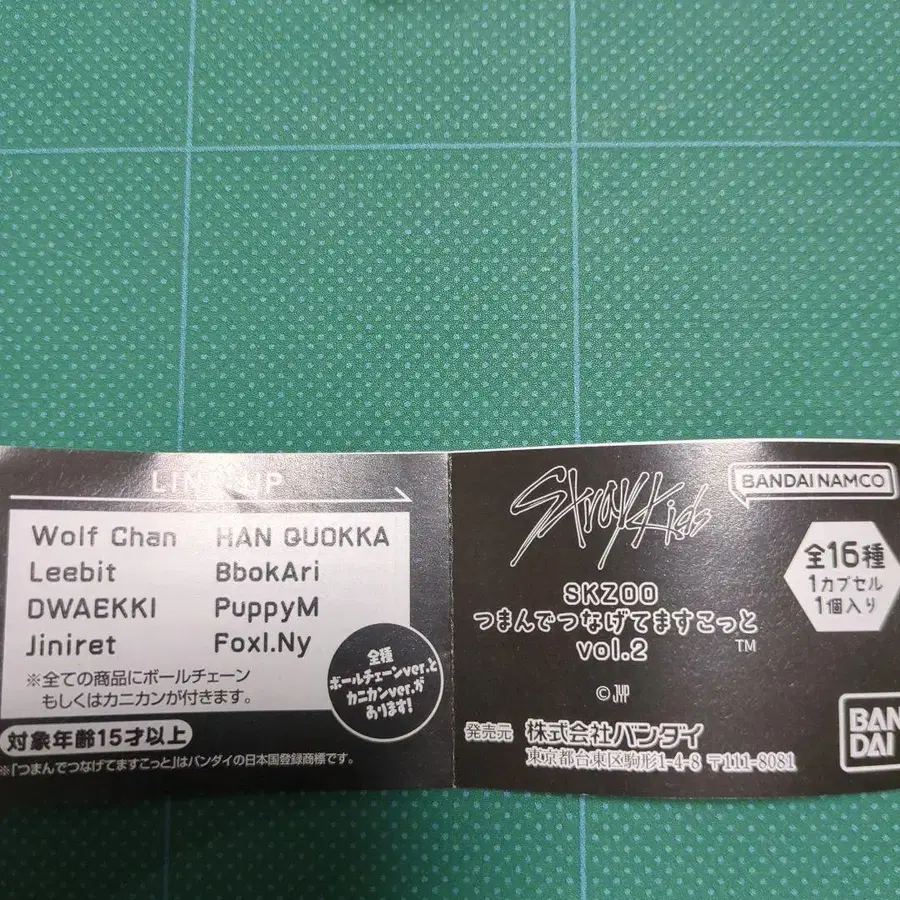 LINE UP
Wolf Chan HAN QUOKKA
Leebit BbokAri
DWAEKKI PuppyM
Jiniret FoxI.Ny
※全ての商品にボールチェーン
もしくはカニカンが付きます。
全種
ボールチェーンver.と
カニカンver.が
あります!
対象年齢15才以上
※「つまんでつなげてますこっと」はバンダイの日本国登録商標です。
Stray Kids
BANDAI NAMCO
SKZOO
つまんでつなげてますこっと
vol.2 TM
全16種
1カプセル
1個入り
© JYP
発売元 株式会社バンダイ
東京都台東区駒形1-4-8 〒111-8081
BAN
DAI